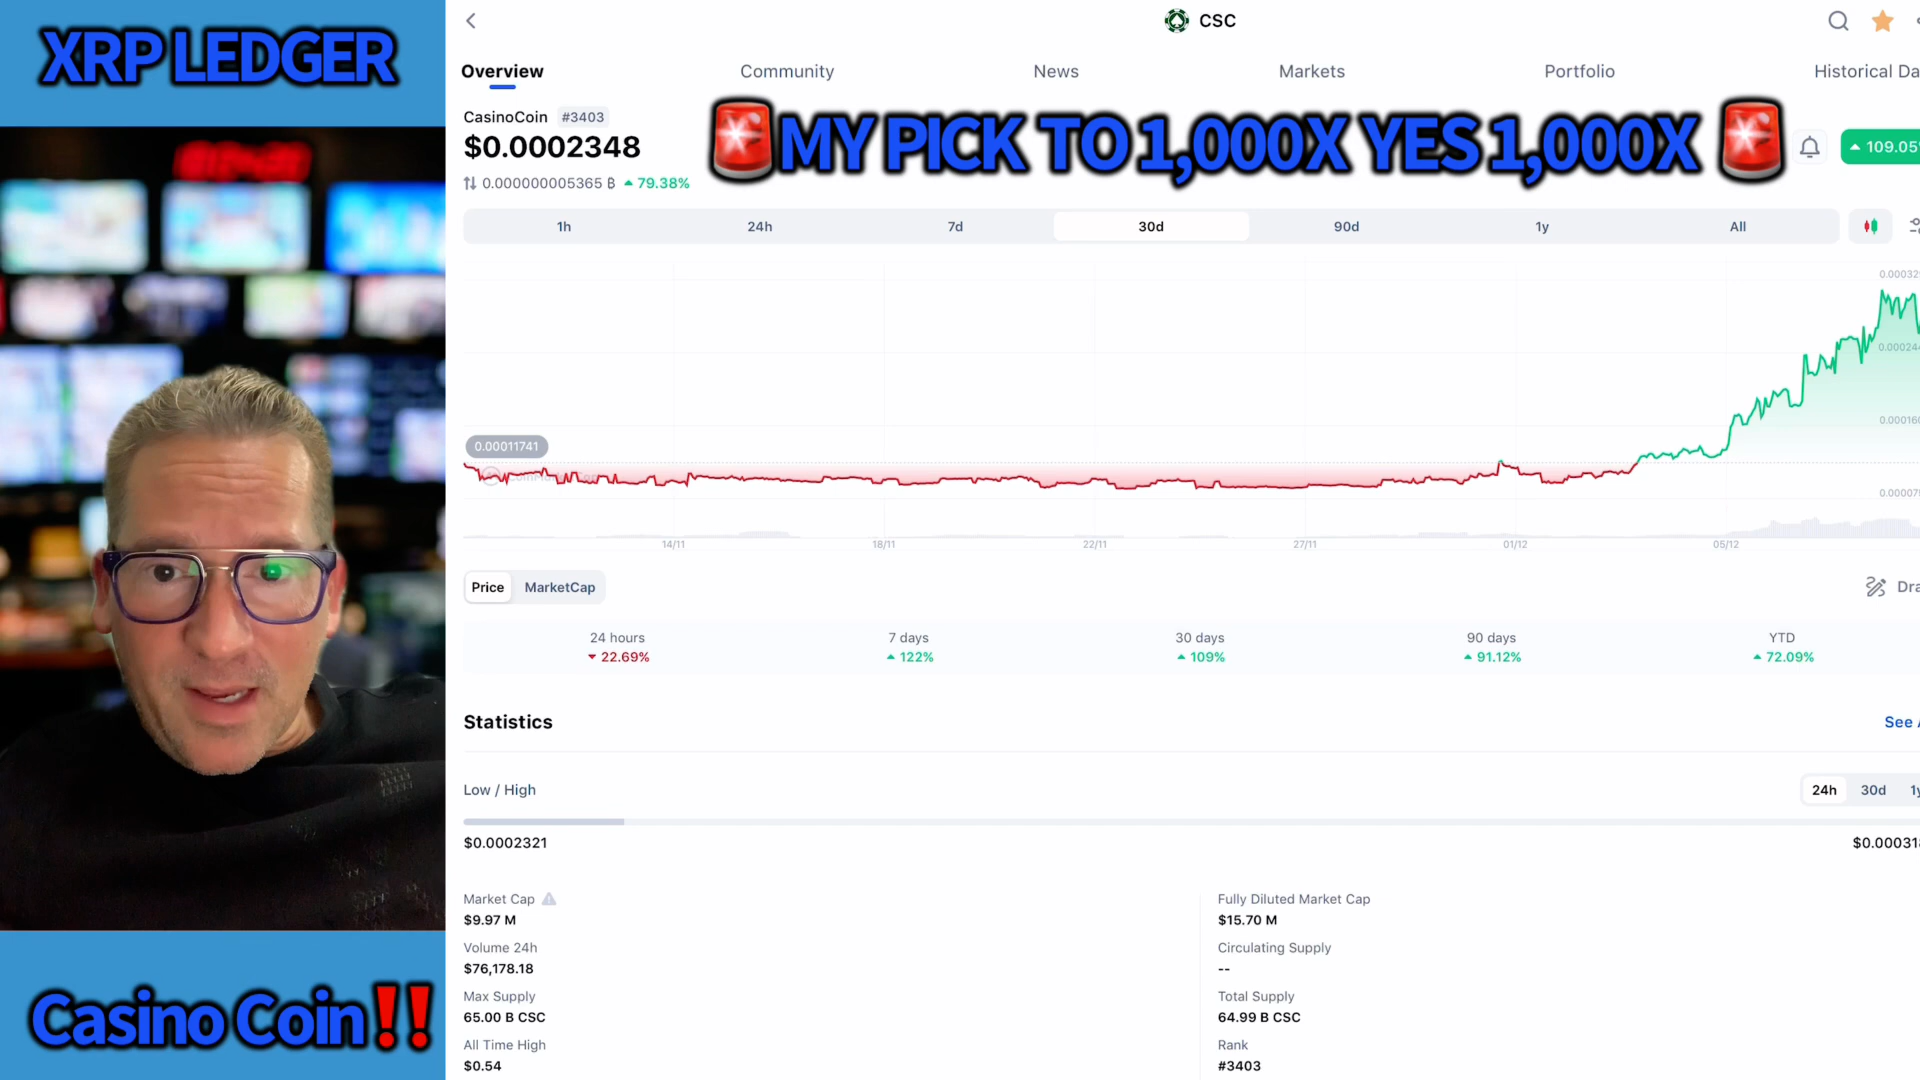 XRP LEDGER
Casino Coin‼️
CSC
Overview
Community
News
Markets
Portfolio
Historical Da
CasinoCoin #3403
$0.0002348
0.000000005365 ₿ 79.38%
🚨MY PICK TO 1,000X YES 1,000X 🚨
109.05
1h
24h
7d
30d
90d
1y
All
0.00032
0.00024
0.00016
0.00007
0.00011741
14/11
18/11
22/11
27/11
01/12
05/12
Price
MarketCap
Dra
24 hours
22.69%
7 days
122%
30 days
109%
90 days
91.12%
YTD
72.09%
Statistics
See
Low / High
24h
30d
1y
$0.0002321
$0.00031
Market Cap
$9.97 M
Fully Diluted Market Cap
$15.70 M
Volume 24h
$76,178.18
Circulating Supply
--
Max Supply
65.00 B CSC
Total Supply
64.99 B CSC
All Time High
$0.54
Rank
#3403